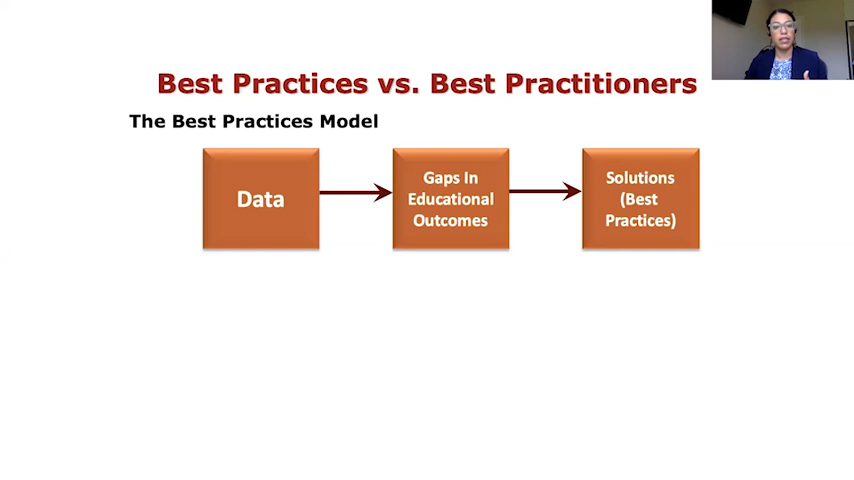 Best Practices vs. Best Practitioners
The Best Practices Model
Data
Gaps In
Educational
Outcomes
Solutions
(Best
Practices)